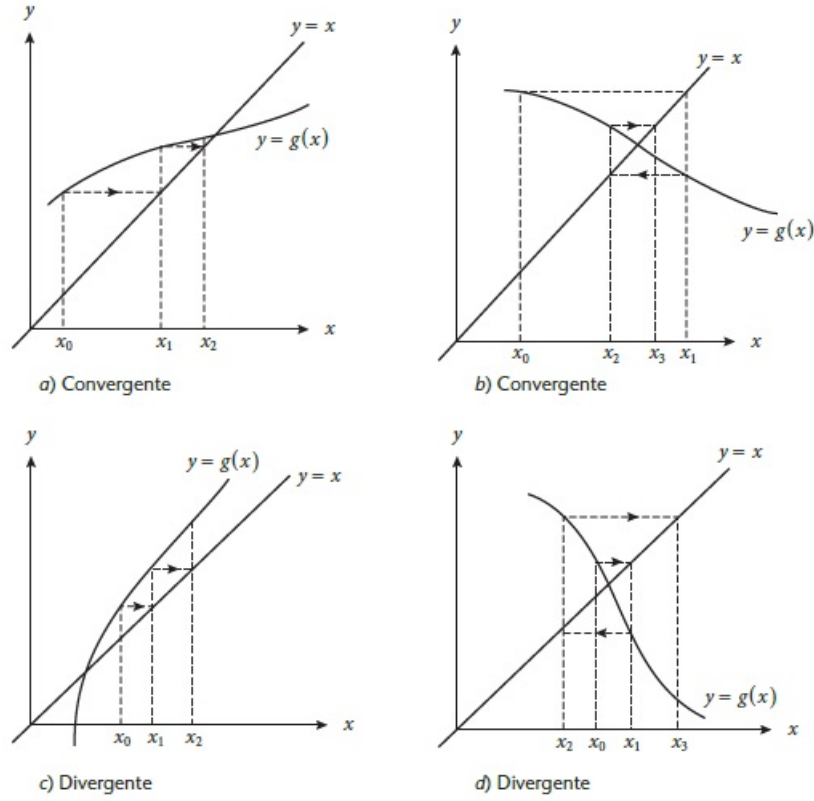 y
y = x
y = g(x)
x
x₀ x₁ x₂
a) Convergente
y
y = x
y = g(x)
x
x₀ x₂ x₃ x₁
b) Convergente
y
y = g(x)
y = x
x
x₀ x₁ x₂
c) Divergente
y
y = x
y = g(x)
x
x₂ x₀ x₁ x₃
d) Divergente